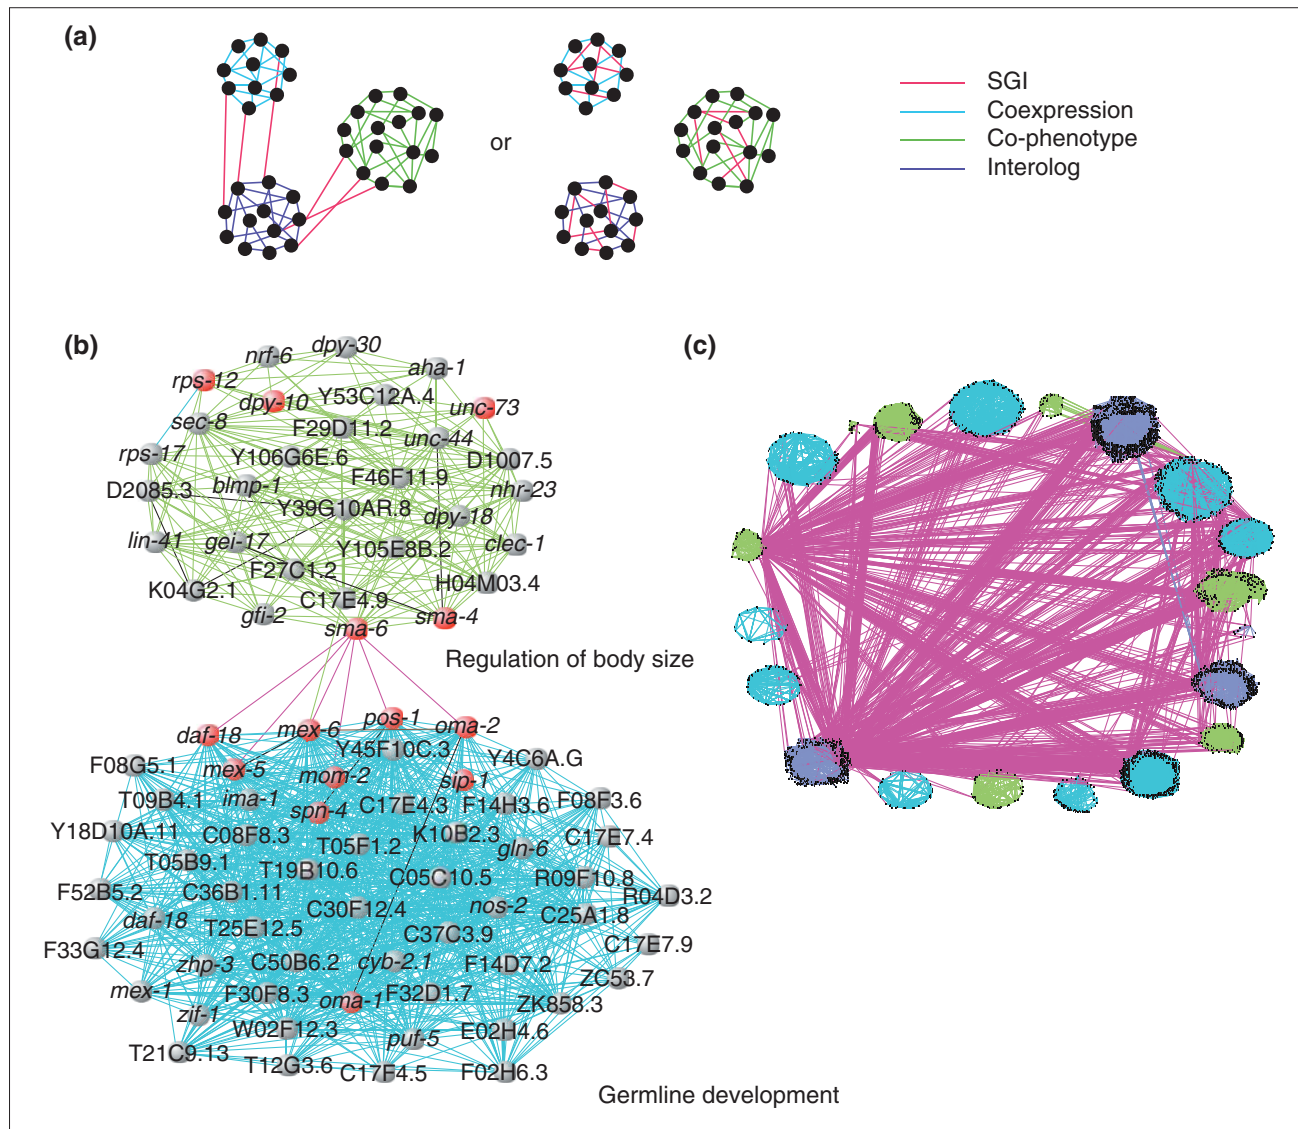 (a)
or
SGI
Coexpression
Co-phenotype
Interolog
(b)
nrf-6
dpy-30
aha-1
rps-12
dpy-10
Y53C12A.4
unc-73
sec-8
F29D11.2
unc-44
rps-17
Y106G6E.6
D1007.5
F46F11.9
D2085.3
blmp-1
nhr-23
Y39G10AR.8
dpy-18
lin-41
gei-17
Y105E8B.2
clec-1
F27C1.2
K04G2.1
H04M03.4
C17E4.9
gfi-2
sma-6
sma-4
Regulation of body size
daf-18
mex-6
pos-1
oma-2
Y45F10C.3
Y4C6A.G
F08G5.1
mex-5
mom-2
sip-1
T09B4.1
ima-1
spn-4
C17E4.3
F14H3.6
F08F3.6
Y18D10A.11
C08F8.3
T05F1.2
K10B2.3
C17E7.4
gln-6
T05B9.1
T19B10.6
C05C10.5
R09F10.8
F52B5.2
C36B1.11
R04D3.2
C30F12.4
nos-2
C25A1.8
daf-18
T25E12.5
C37C3.9
C17E7.9
F33G12.4
zhp-3
C50B6.2
cyb-2.1
F14D7.2
ZC53.7
mex-1
F30F8.3
oma-1
F32D1.7
ZK858.3
zif-1
W02F12.3
puf-5
E02H4.6
T21C9.13
T12G3.6
C17F4.5
F02H6.3
Germline development
(c)